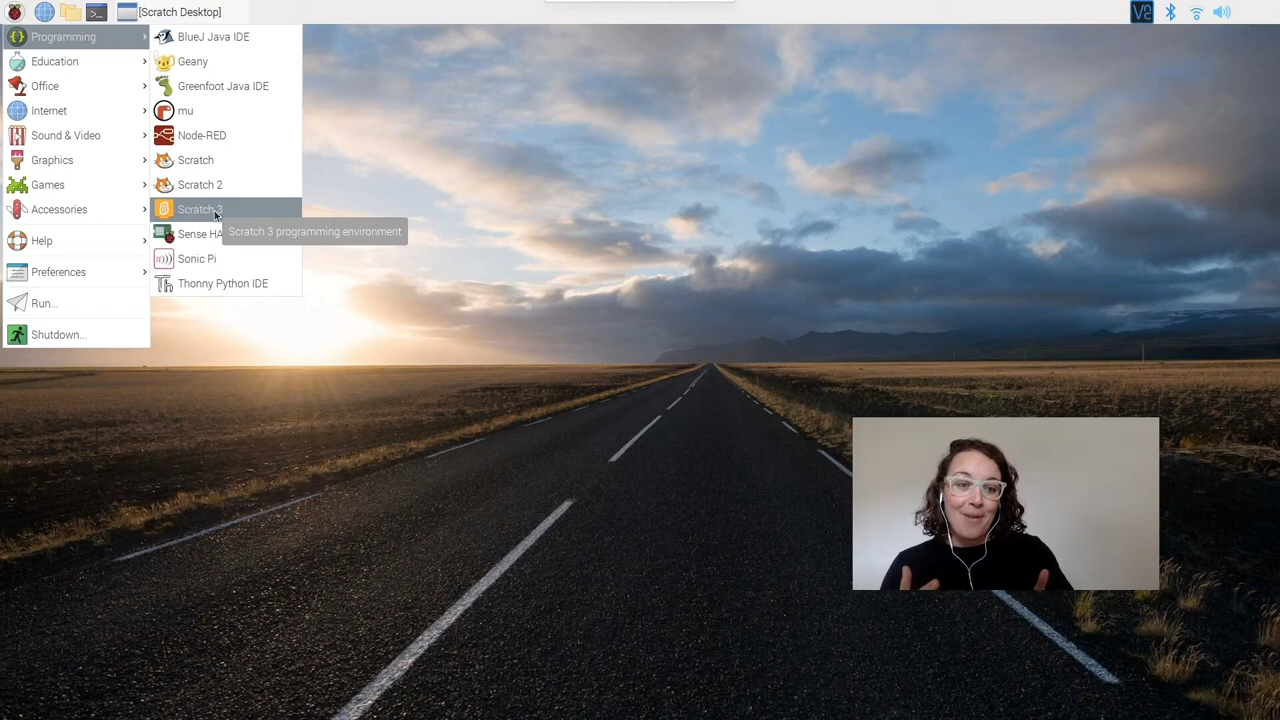 [Scratch Desktop]
Programming
Education
Office
Internet
Sound & Video
Graphics
Games
Accessories
Help
Preferences
Run...
Shutdown...
BlueJ Java IDE
Geany
Greenfoot Java IDE
mu
Node-RED
Scratch
Scratch 2
Scratch 3
Scratch 3 programming environment
Sense HA
Sonic Pi
Thonny Python IDE